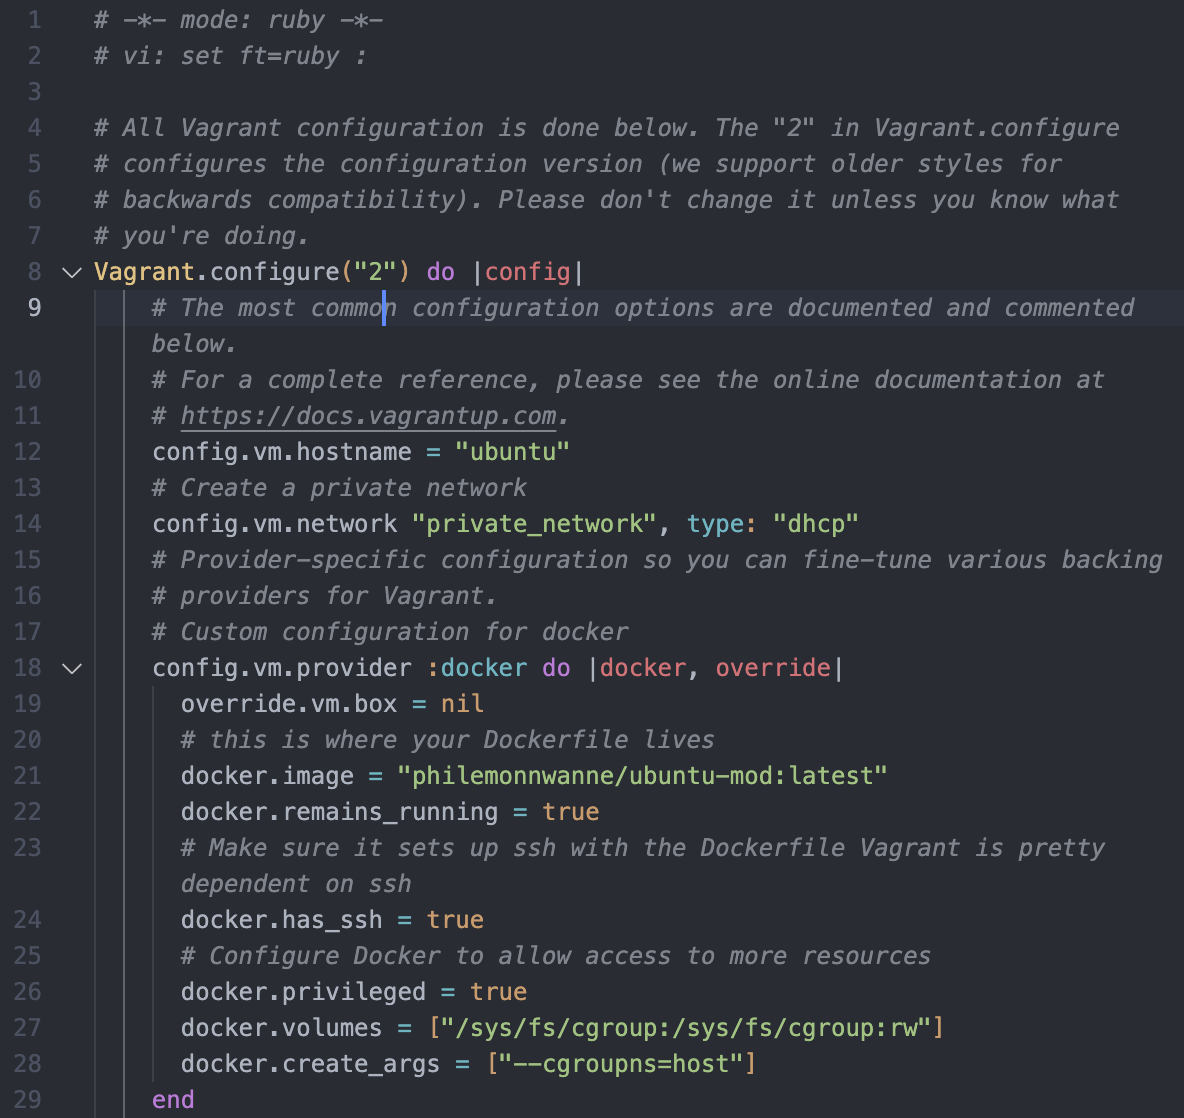 1 # -*- mode: ruby -*-
2 # vi: set ft=ruby :
3
4 # All Vagrant configuration is done below. The "2" in Vagrant.configure
5 # configures the configuration version (we support older styles for
6 # backwards compatibility). Please don't change it unless you know what
7 # you're doing.
8 Vagrant.configure("2") do |config|
9 # The most common configuration options are documented and commented
below.
10 # For a complete reference, please see the online documentation at
11 # https://docs.vagrantup.com.
12 config.vm.hostname = "ubuntu"
13 # Create a private network
14 config.vm.network "private_network", type: "dhcp"
15 # Provider-specific configuration so you can fine-tune various backing
16 # providers for Vagrant.
17 # Custom configuration for docker
18 config.vm.provider :docker do |docker, override|
19 override.vm.box = nil
20 # this is where your Dockerfile lives
21 docker.image = "philemonnwanne/ubuntu-mod:latest"
22 docker.remains_running = true
23 # Make sure it sets up ssh with the Dockerfile Vagrant is pretty
dependent on ssh
24 docker.has_ssh = true
25 # Configure Docker to allow access to more resources
26 docker.privileged = true
27 docker.volumes = ["/sys/fs/cgroup:/sys/fs/cgroup:rw"]
28 docker.create_args = ["--cgroupns=host"]
29 end